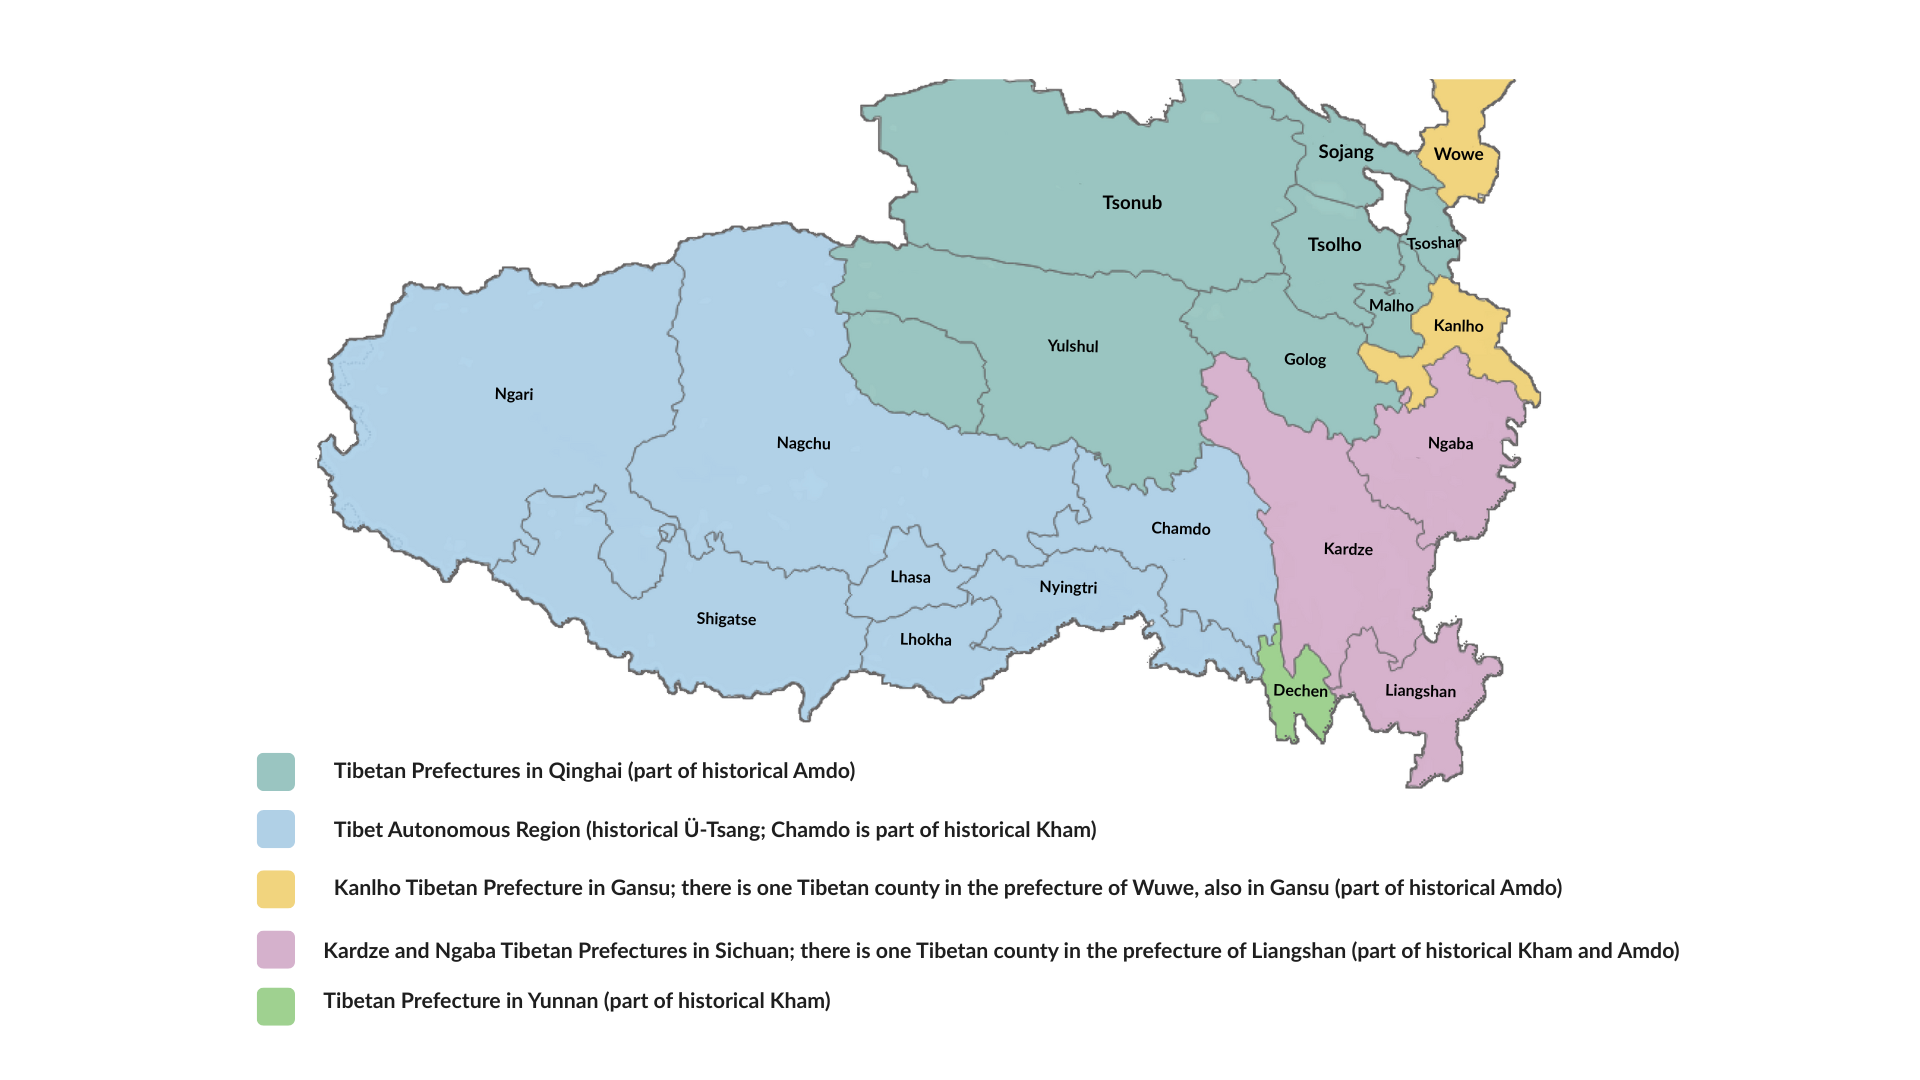 Sojang
Wowe
Tsonub
Tsolho
Tsoshar
Malho
Kanlho
Yulshul
Golog
Ngari
Nagchu
Ngaba
Chamdo
Kardze
Lhasa
Nyingtri
Shigatse
Lhokha
Dechen
Liangshan
Tibetan Prefectures in Qinghai (part of historical Amdo)
Tibet Autonomous Region (historical Ü-Tsang; Chamdo is part of historical Kham)
Kanlho Tibetan Prefecture in Gansu; there is one Tibetan county in the prefecture of Wuwe, also in Gansu (part of historical Amdo)
Kardze and Ngaba Tibetan Prefectures in Sichuan; there is one Tibetan county in the prefecture of Liangshan (part of historical Kham and Amdo)
Tibetan Prefecture in Yunnan (part of historical Kham)